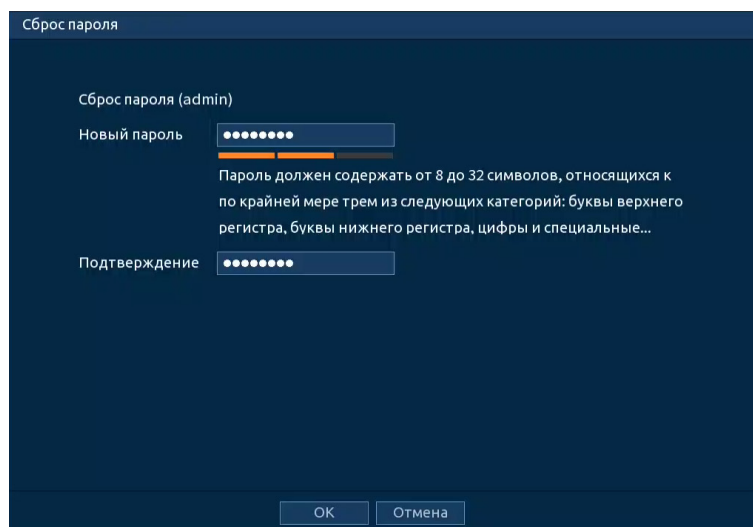 Сброс пароля
Сброс пароля (admin)
Новый пароль ●●●●●●●●
Пароль должен содержать от 8 до 32 символов, относящихся к
по крайней мере трем из следующих категорий: буквы верхнего
регистра, буквы нижнего регистра, цифры и специальные...
Подтверждение ●●●●●●●●
OK Отмена